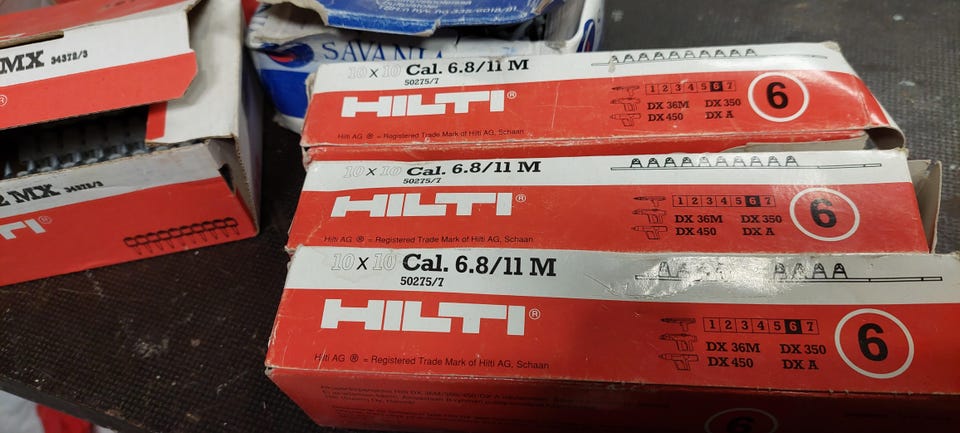 MX 34372/3
®
2 MX 34372/3
®
SAVANI
10 x 10 Cal. 6.8/11 M
50275/7
HILTI®
Hilti AG ® = Registered Trade Mark of Hilti AG, Schaan
1 2 3 4 5 6 7
DX 36M DX 350
DX 450 DX A
6
10 x 10 Cal. 6.8/11 M
50275/7
HILTI®
Hilti AG ® = Registered Trade Mark of Hilti AG, Schaan
1 2 3 4 5 6 7
DX 36M DX 350
DX 450 DX A
6
10 x 10 Cal. 6.8/11 M
50275/7
HILTI®
Hilti AG ® = Registered Trade Mark of Hilti AG, Schaan
1 2 3 4 5 6 7
DX 36M DX 350
DX 450 DX A
6
6